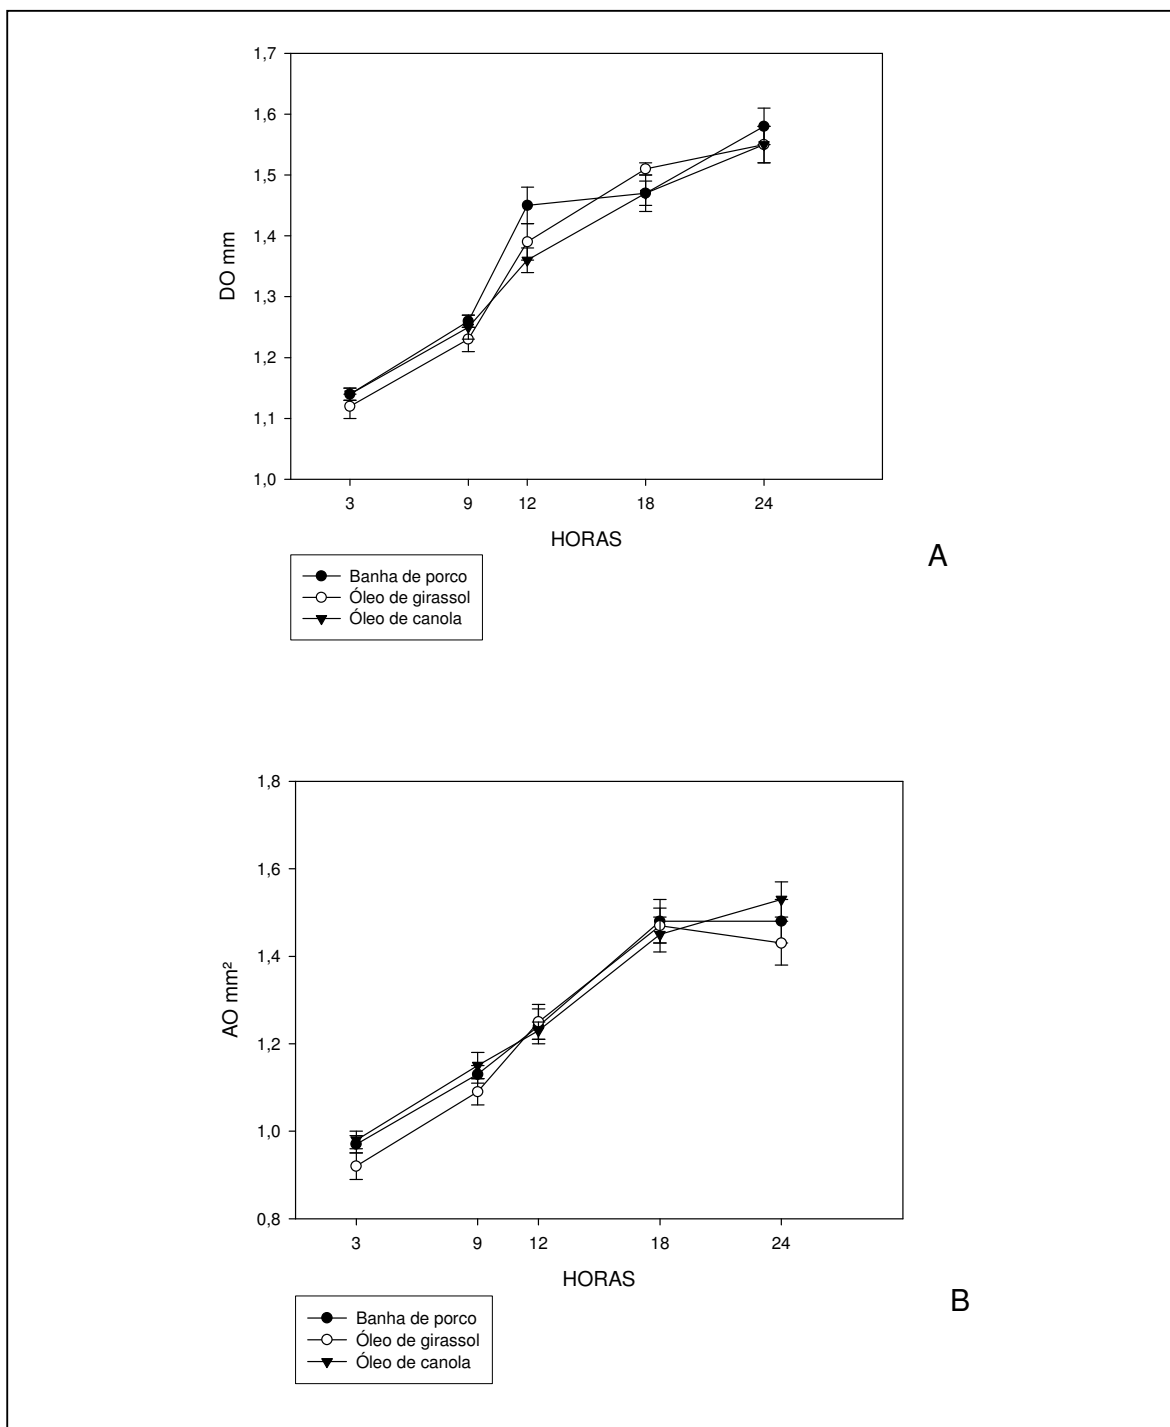 1,7
1,6
1,5
1,4
1,3
1,2
1,1
1,0
DO mm
3 9 12 18 24
HORAS
A
Banha de porco
Óleo de girassol
Óleo de canola
1,8
1,6
1,4
1,2
1,0
0,8
AO mm²
3 9 12 18 24
HORAS
B
Banha de porco
Óleo de girassol
Óleo de canola